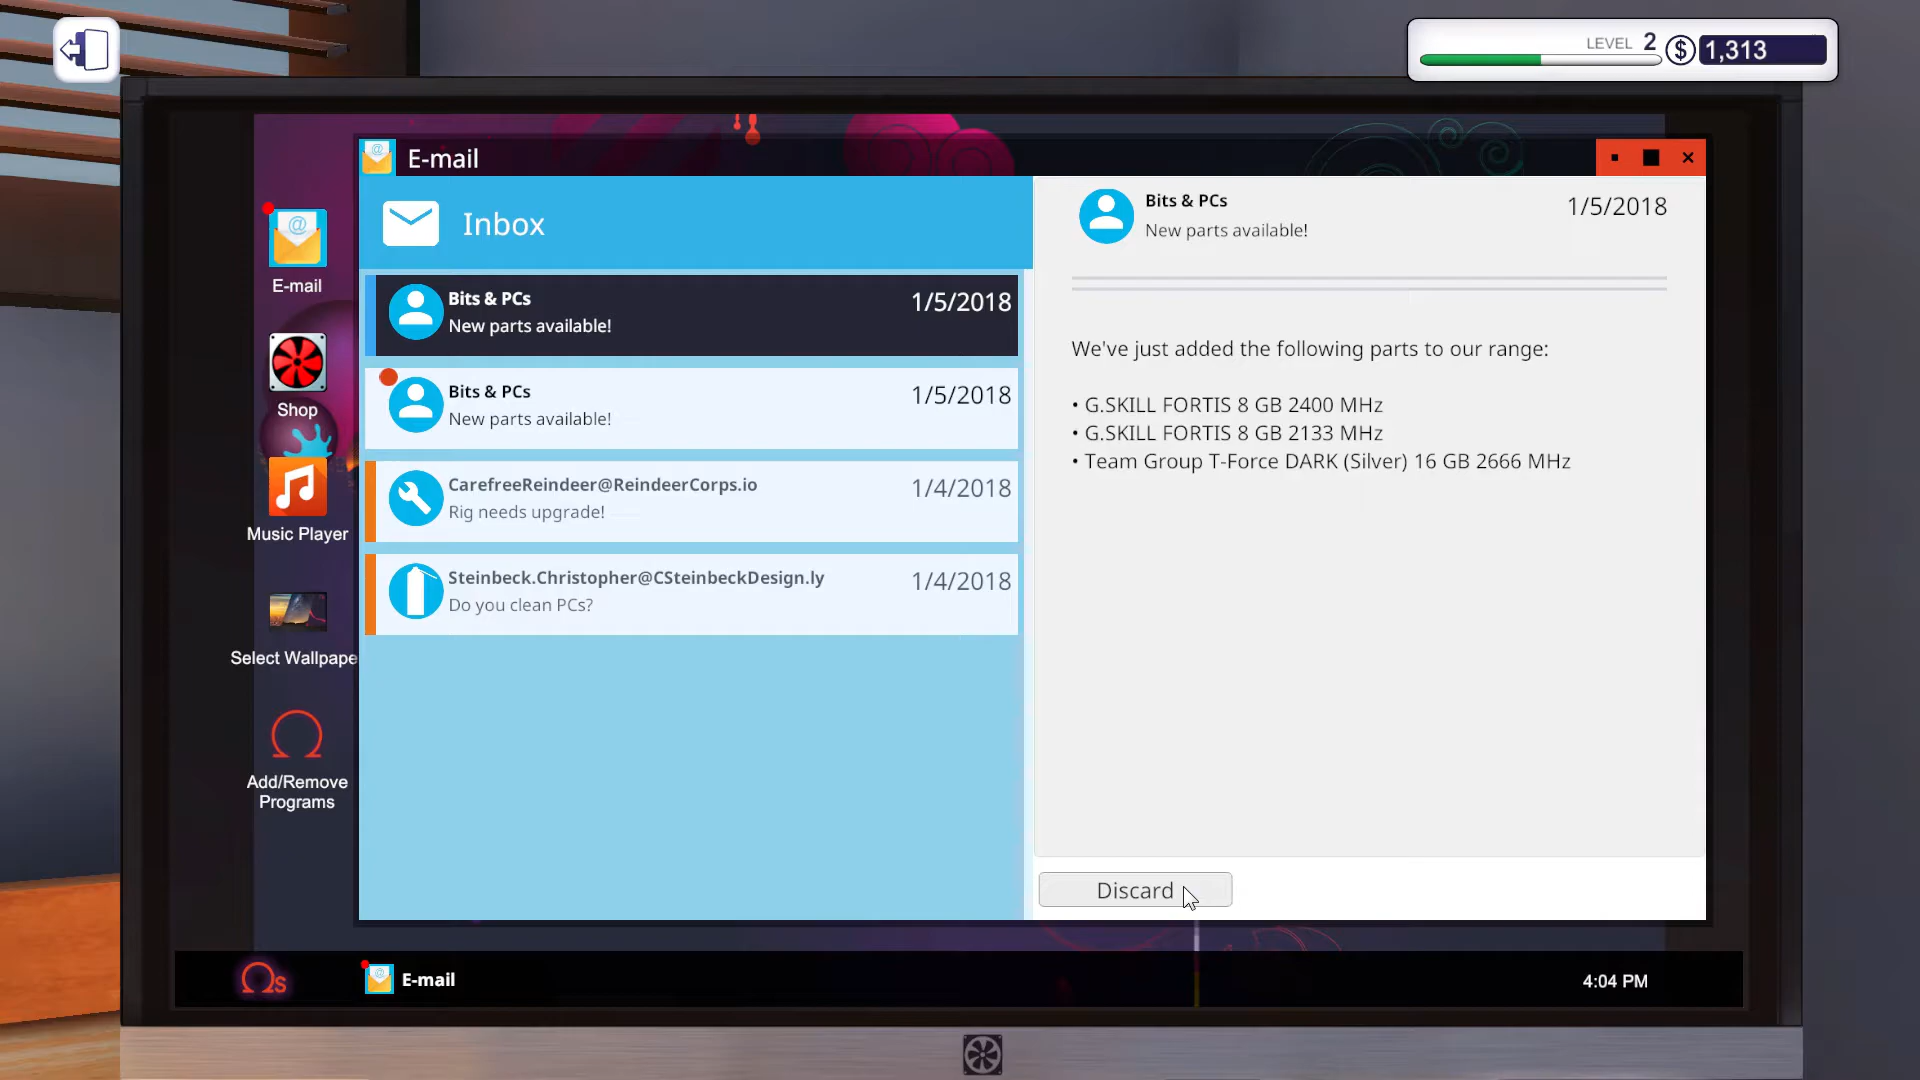 LEVEL 2
$ 1,313
E-mail
Inbox
Bits & PCs
1/5/2018
New parts available!
Bits & PCs
1/5/2018
New parts available!
CarefreeReindeer@ReindeerCorps.io
1/4/2018
Rig needs upgrade!
Steinbeck.Christopher@CSteinbeckDesign.ly
1/4/2018
Do you clean PCs?
Bits & PCs
1/5/2018
New parts available!
We've just added the following parts to our range:
• G.SKILL FORTIS 8 GB 2400 MHz
• G.SKILL FORTIS 8 GB 2133 MHz
• Team Group T-Force DARK (Silver) 16 GB 2666 MHz
Discard
E-mail
Shop
Music Player
Select Wallpape
Add/Remove
Programs
Ωs
E-mail
4:04 PM